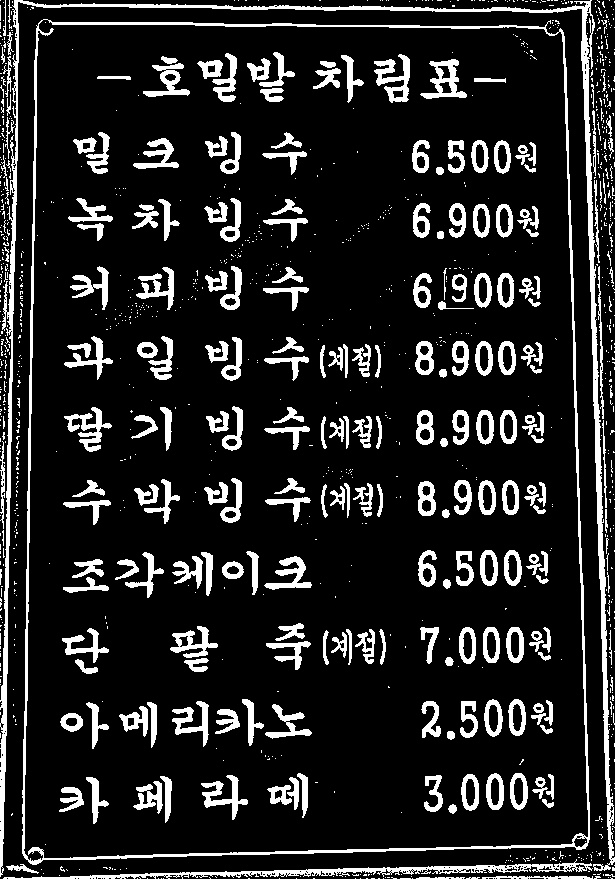 －호밀밭 차림표－
밀크빙수 6.500원
녹차빙수 6.900원
커피빙수 6.900원
과일빙수(계절) 8.900원
딸기빙수(계절) 8.900원
수박빙수(계절) 8.900원
조각케이크 6.500원
단팥죽(계절) 7.000원
아메리카노 2.500원
카페라떼 3.000원